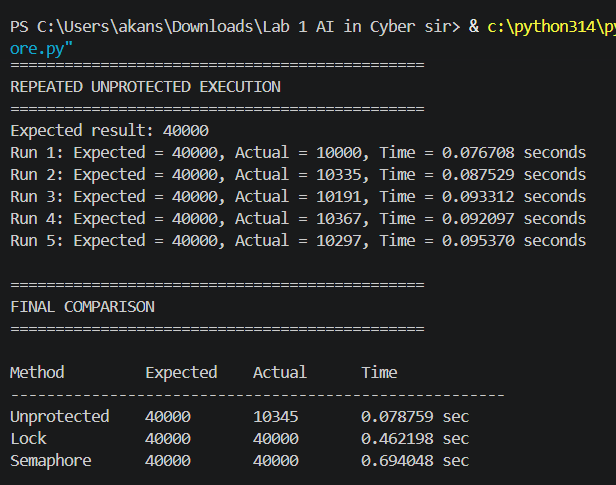 PS C:\Users\akans\Downloads\Lab 1 AI in Cyber sir> & c:\python314\py
ore.py"
==============================================
REPEATED UNPROTECTED EXECUTION
==============================================
Expected result: 40000
Run 1: Expected = 40000, Actual = 10000, Time = 0.076708 seconds
Run 2: Expected = 40000, Actual = 10335, Time = 0.087529 seconds
Run 3: Expected = 40000, Actual = 10191, Time = 0.093312 seconds
Run 4: Expected = 40000, Actual = 10367, Time = 0.092097 seconds
Run 5: Expected = 40000, Actual = 10297, Time = 0.095370 seconds
==============================================
FINAL COMPARISON
==============================================
Method         Expected    Actual      Time
-------------------------------------------------------
Unprotected    40000       10345       0.078759 sec
Lock           40000       40000       0.462198 sec
Semaphore      40000       40000       0.694048 sec